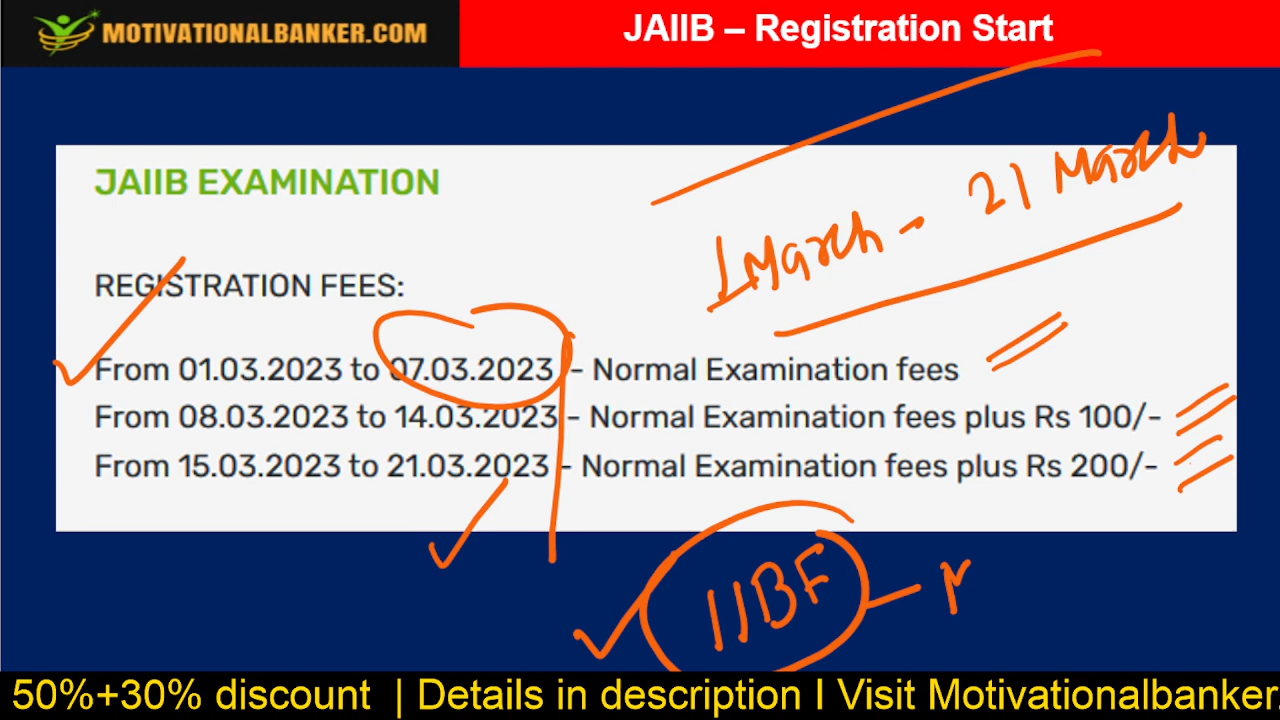 MOTIVATIONALBANKER.COM
JAIIB – Registration Start
JAIIB EXAMINATION
1 March - 21 March
REGISTRATION FEES:
From 01.03.2023 to 07.03.2023 - Normal Examination fees
From 08.03.2023 to 14.03.2023 - Normal Examination fees plus Rs 100/-
From 15.03.2023 to 21.03.2023 - Normal Examination fees plus Rs 200/-
IIBF
50%+30% discount | Details in description I Visit Motivationalbanker.